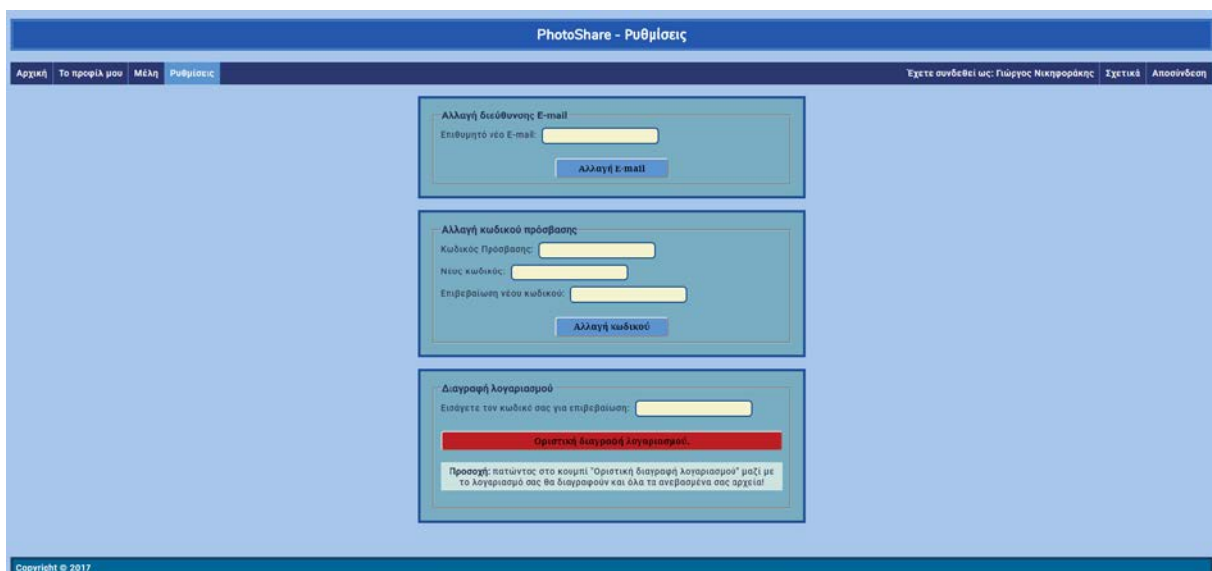 PhotoShare - Ρυθμίσεις
Αρχική Το προφίλ μου Μέλη Ρυθμίσεις Έχετε συνδεθεί ως: Γιώργος Νικηφοράκης Σχετικά Αποσύνδεση
Αλλαγή διεύθυνσης E-mail
Επιθυμητό νέο E-mail:
Αλλαγή E-mail
Αλλαγή κωδικού πρόσβασης
Κωδικός Πρόσβασης:
Νέος κωδικός:
Επιβεβαίωση νέου κωδικού:
Αλλαγή κωδικού
Διαγραφή λογαριασμού
Εισάγετε τον κωδικό σας για επιβεβαίωση:
Οριστική διαγραφή λογαριασμού.
Προσοχή: πατώντος στο κουμπί "Οριστική διαγραφή λογαριασμού" μαζί με
το λογαριασμό σας θα διαγραφούν και όλα τα ανεβασμένα σας αρχεία!
Copyright © 2017